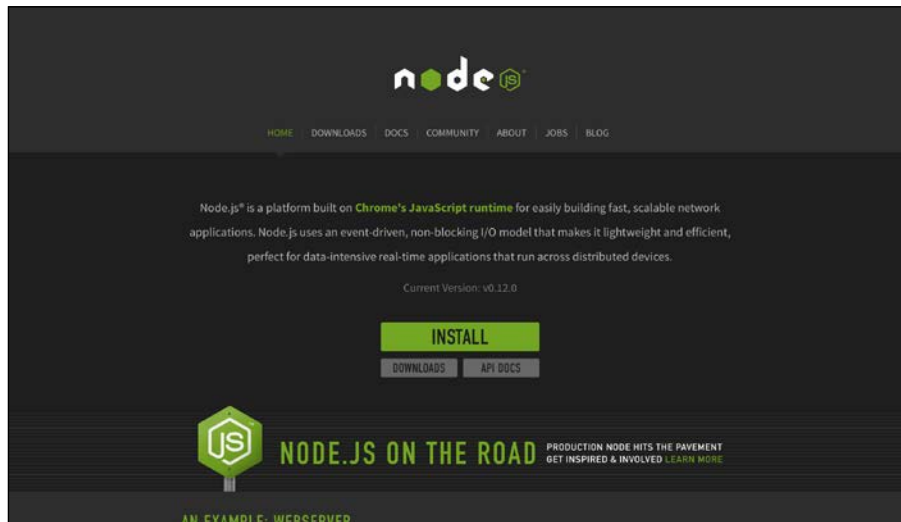 node JS
HOME DOWNLOADS DOCS COMMUNITY ABOUT JOBS BLOG
Node.js® is a platform built on Chrome's JavaScript runtime for easily building fast, scalable network
applications. Node.js uses an event-driven, non-blocking I/O model that makes it lightweight and efficient,
perfect for data-intensive real-time applications that run across distributed devices.
Current Version: v0.12.0
INSTALL
DOWNLOADS API DOCS
JS
NODE.JS ON THE ROAD
PRODUCTION NODE HITS THE PAVEMENT
GET INSPIRED & INVOLVED LEARN MORE
AN EXAMPLE: WEBSERVER